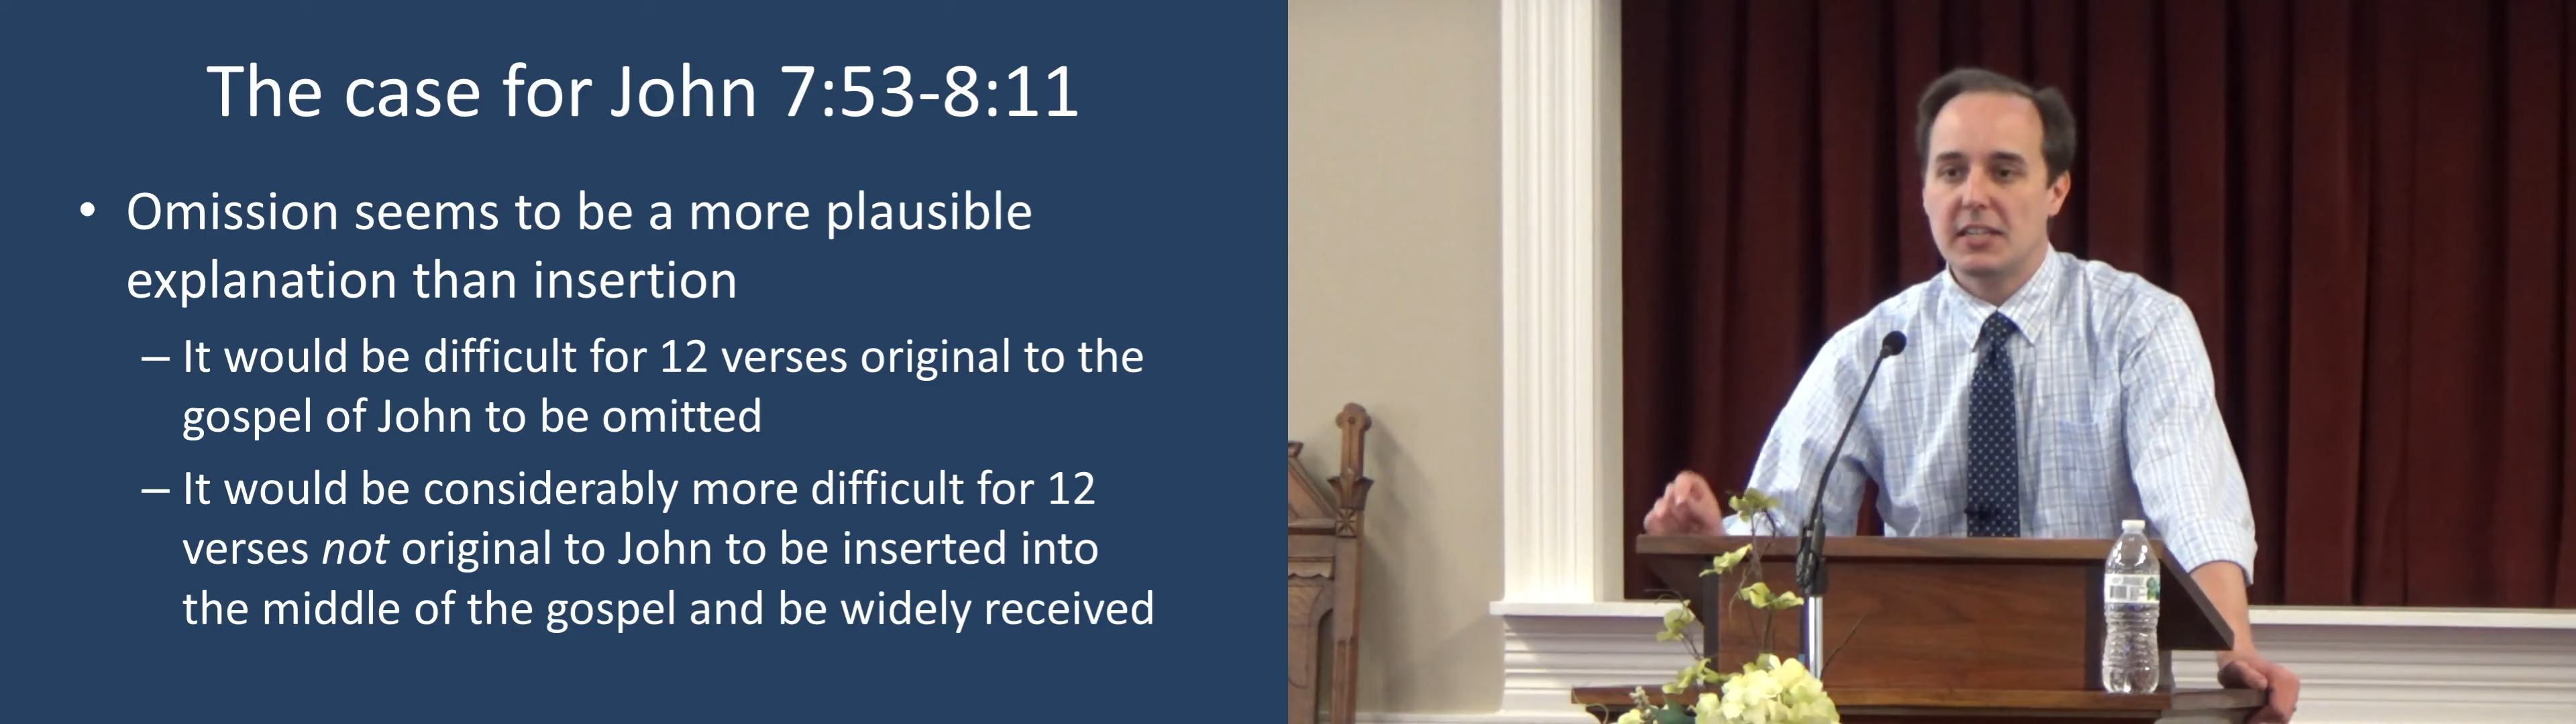 The case for John 7:53-8:11
• Omission seems to be a more plausible
explanation than insertion
– It would be difficult for 12 verses original to the
gospel of John to be omitted
– It would be considerably more difficult for 12
verses not original to John to be inserted into
the middle of the gospel and be widely received